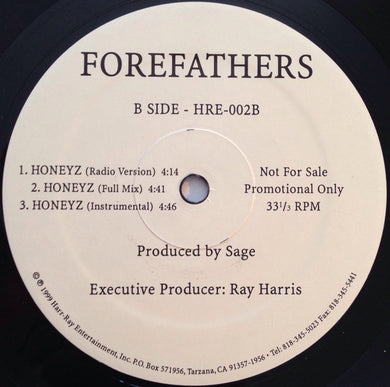 FOREFATHERS
B SIDE - HRE-002B
1. HONEYZ (Radio Version) 4:14
2. HONEYZ (Full Mix) 4:41
3. HONEYZ (Instrumental) 4:46
Not For Sale
Promotional Only
33 1/3 RPM
Produced by Sage
Executive Producer: Ray Harris
© ℗ 1999 Harr-Ray Entertainment, Inc. P.O. Box 571956, Tarzana, CA 91357-1956 • Tel: 818-345-5023 Fax: 818-345-5441